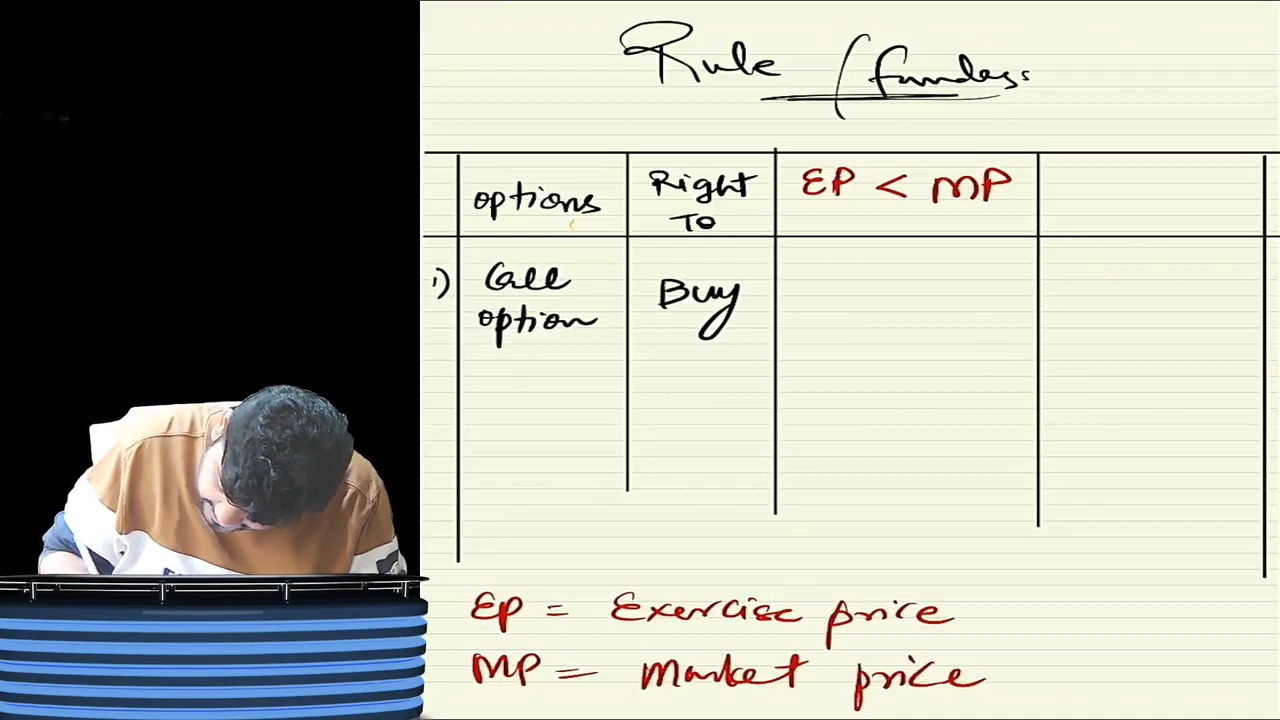 Rule / fundas:
options
Right
TO
EP < MP
1) Call
option
Buy
EP = Exercise price
MP = Market price